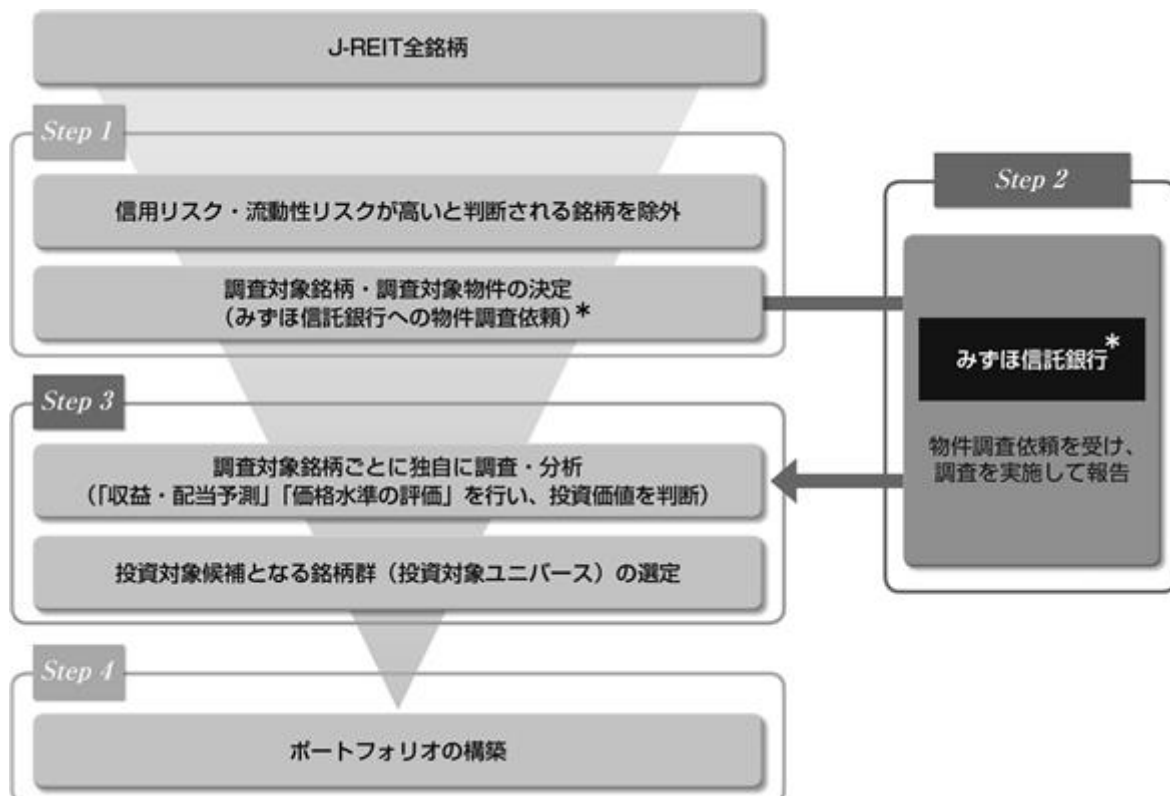 J-REIT全銘柄
Step 1
信用リスク・流動性リスクが高いと判断される銘柄を除外
調査対象銘柄・調査対象物件の決定
（みずほ信託銀行への物件調査依頼）*
Step 2
みずほ信託銀行*
物件調査依頼を受け、
調査を実施して報告
Step 3
調査対象銘柄ごとに独自に調査・分析
（「収益・配当予測」「価格水準の評価」を行い、投資価値を判断）
投資対象候補となる銘柄群（投資対象ユニバース）の選定
Step 4
ポートフォリオの構築